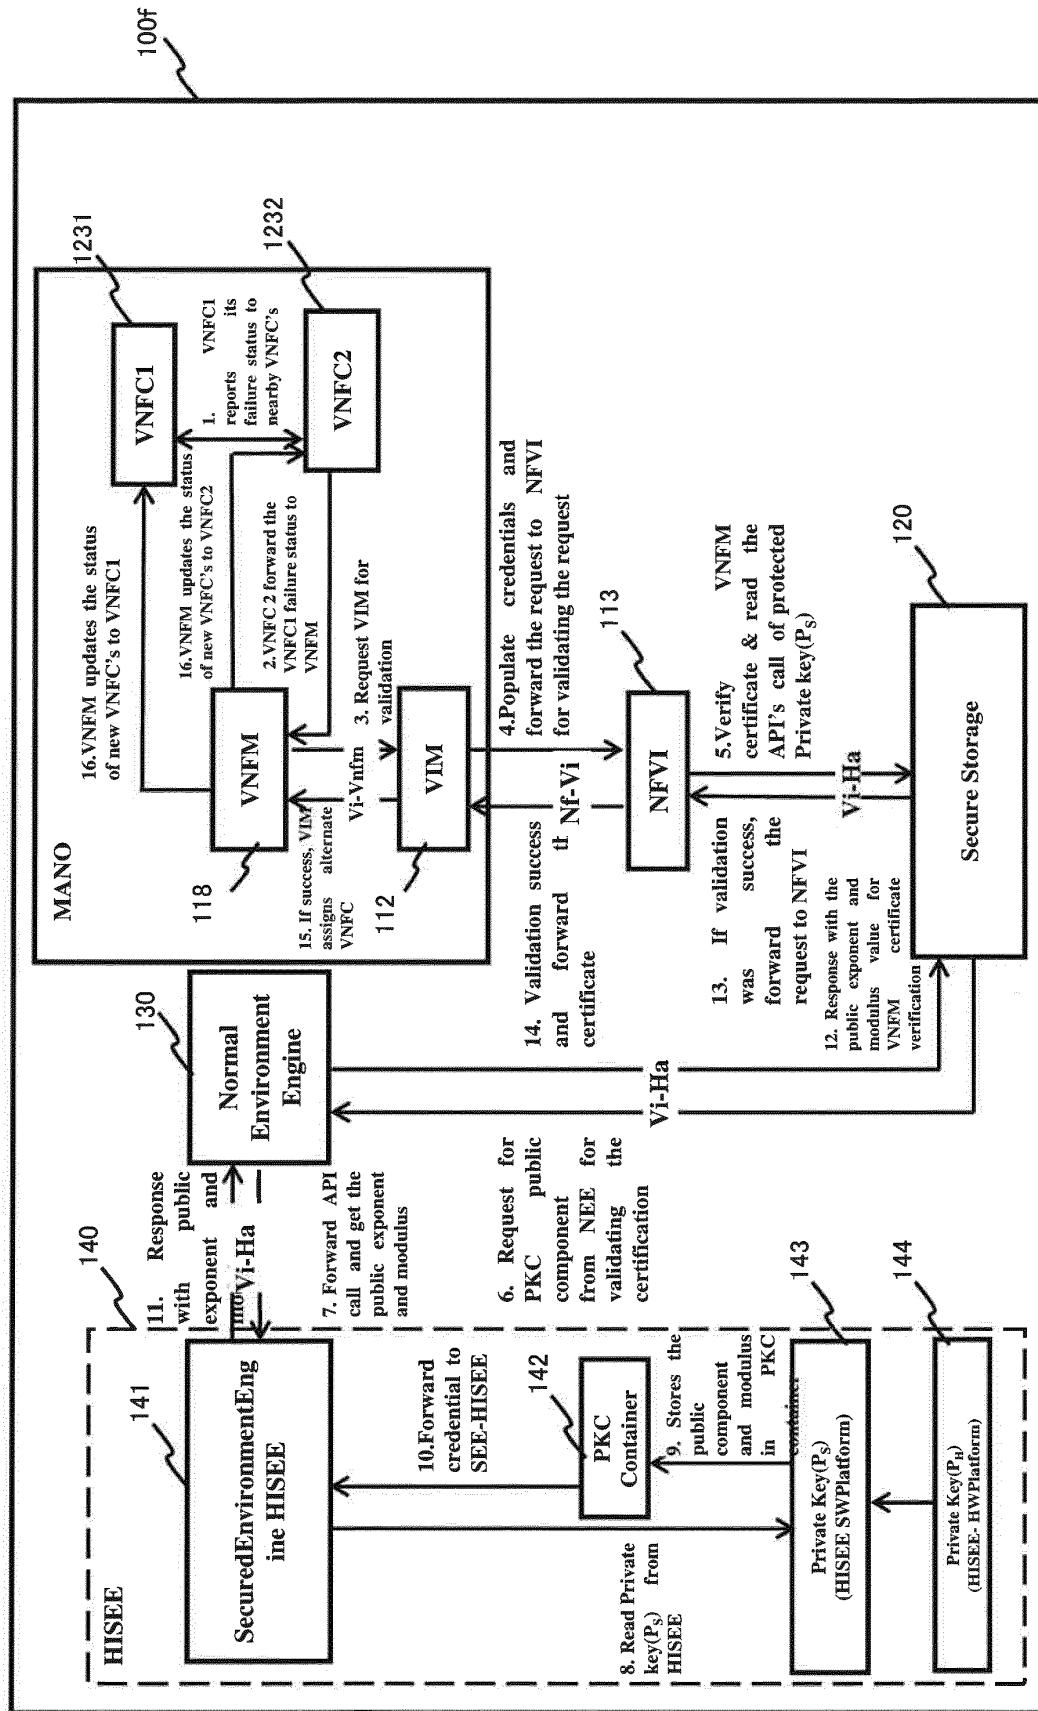 100f
MANO
1231
VNFC1
1232
VNFC2
16.VNFM updates the status
of new VNFC's to VNFC1
16.VNFM updates the status
of new VNFC's to VNFC2
1. VNFC1
reports its
failure status to
nearby VNFC's
2.VNFC 2 forward the
VNFC1 failure status to
VNFM
118
VNFM
Vi-Vnfm
3. Request VIM for
validation
15. If success, VIM
assigns alternate
VNFC
112
VIM
4.Populate credentials and
forward the request to NFVI
for validating the request
Nf-Vi
14. Validation success
and forward th
certificate
113
NFVI
5.Verify VNFM
certificate & read the
API's call of protected
Private key(PS)
Vi-Ha
13. If validation
was success,
forward the
request to NFVI
12. Response with the
public exponent and
modulus value for
VNFM certificate
verification
120
Secure Storage
130
Normal
Environment
Engine
Vi-Ha
6. Request for
PKC public
component
from NEE for
validating the
certification
11. Response
with public
exponent and
mo
Vi-Ha
7. Forward API
call and get the
public exponent
and modulus
140
HISEE
141
SecuredEnvironmentEng
ine HISEE
10.Forward
credential to
SEE-HISEE
142
PKC
Container
9. Stores the
public
component
and modulus
in PKC
container
8. Read Private
key(PS) from
HISEE
143
Private Key(PS)
(HISEE SWPlatform)
144
Private Key(PH)
(HISEE- HWPlatform)